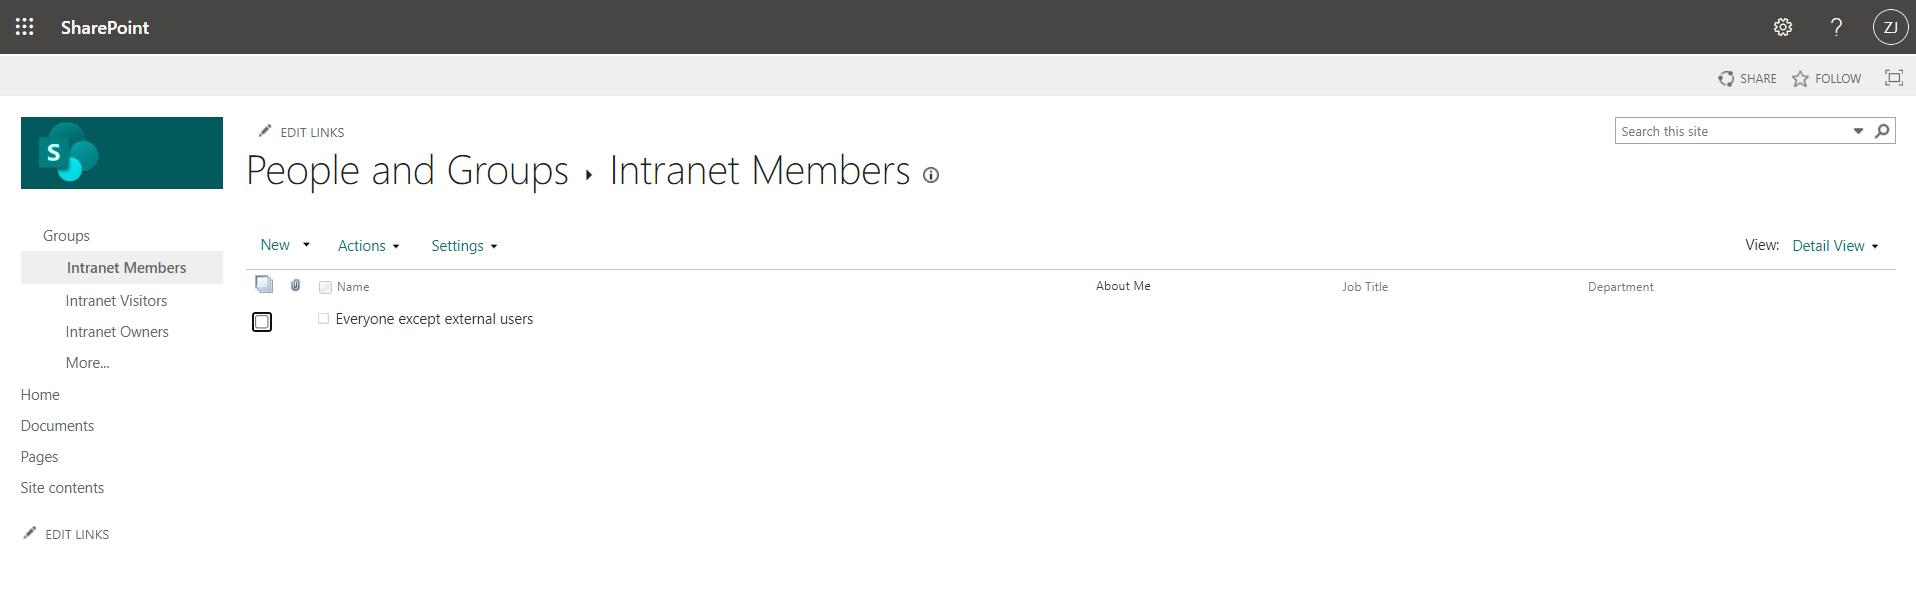 SharePoint
?
ZJ
SHARE
FOLLOW
S
EDIT LINKS
Search this site
People and Groups ▸ Intranet Members
Groups
Intranet Members
Intranet Visitors
Intranet Owners
More...
Home
Documents
Pages
Site contents
EDIT LINKS
New Actions Settings View: Detail View
Name About Me Job Title Department
Everyone except external users